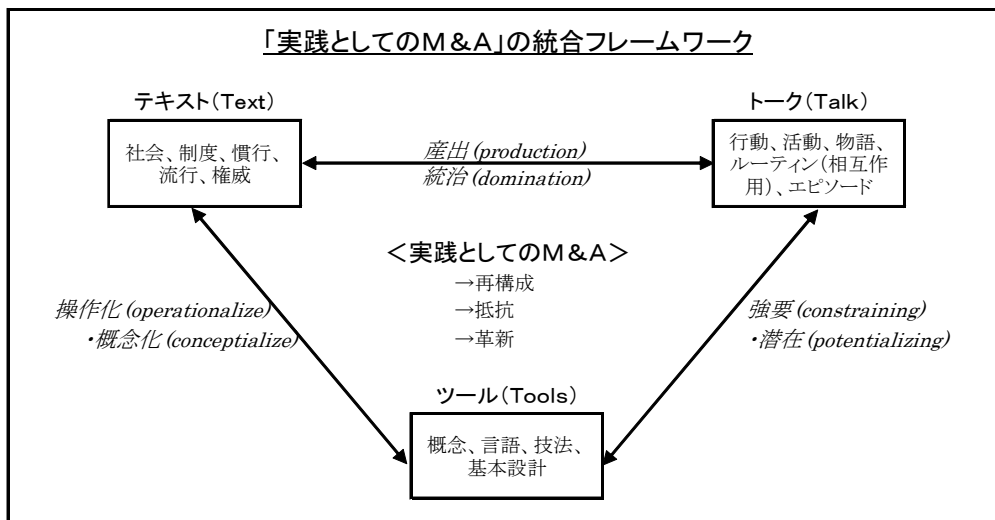 「実践としてのM&A」の統合フレームワーク
テキスト(Text)
トーク(Talk)
社会、制度、慣行、
流行、権威
産出 (production)
統治 (domination)
行動、活動、物語、
ルーティン(相互作
用)、エピソード
<実践としてのM&A>
→再構成
→抵抗
→革新
操作化 (operationalize)
・概念化 (conceptialize)
強要 (constraining)
・潜在 (potentializing)
ツール(Tools)
概念、言語、技法、
基本設計